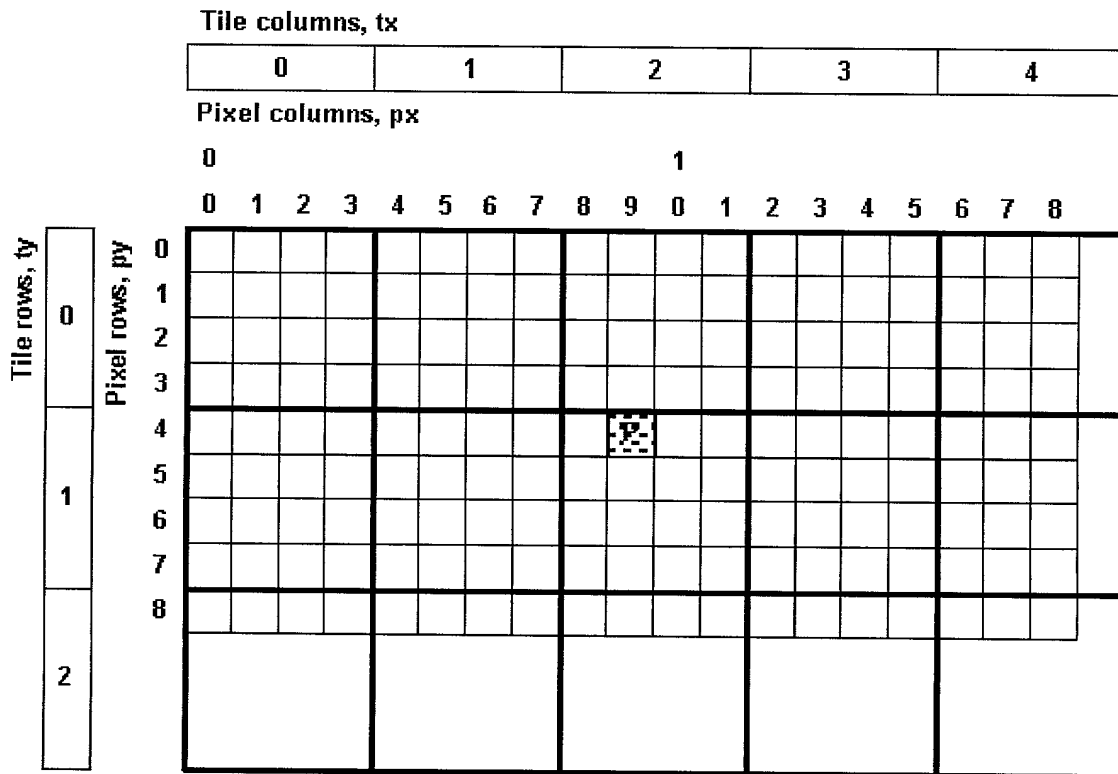 Tile columns, tx
0 1 2 3 4
Pixel columns, px
0 1
0 1 2 3 4 5 6 7 8 9 0 1 2 3 4 5 6 7 8
Tile rows, ty
0
1
2
Pixel rows, py
0
1
2
3
4 P
5
6
7
8